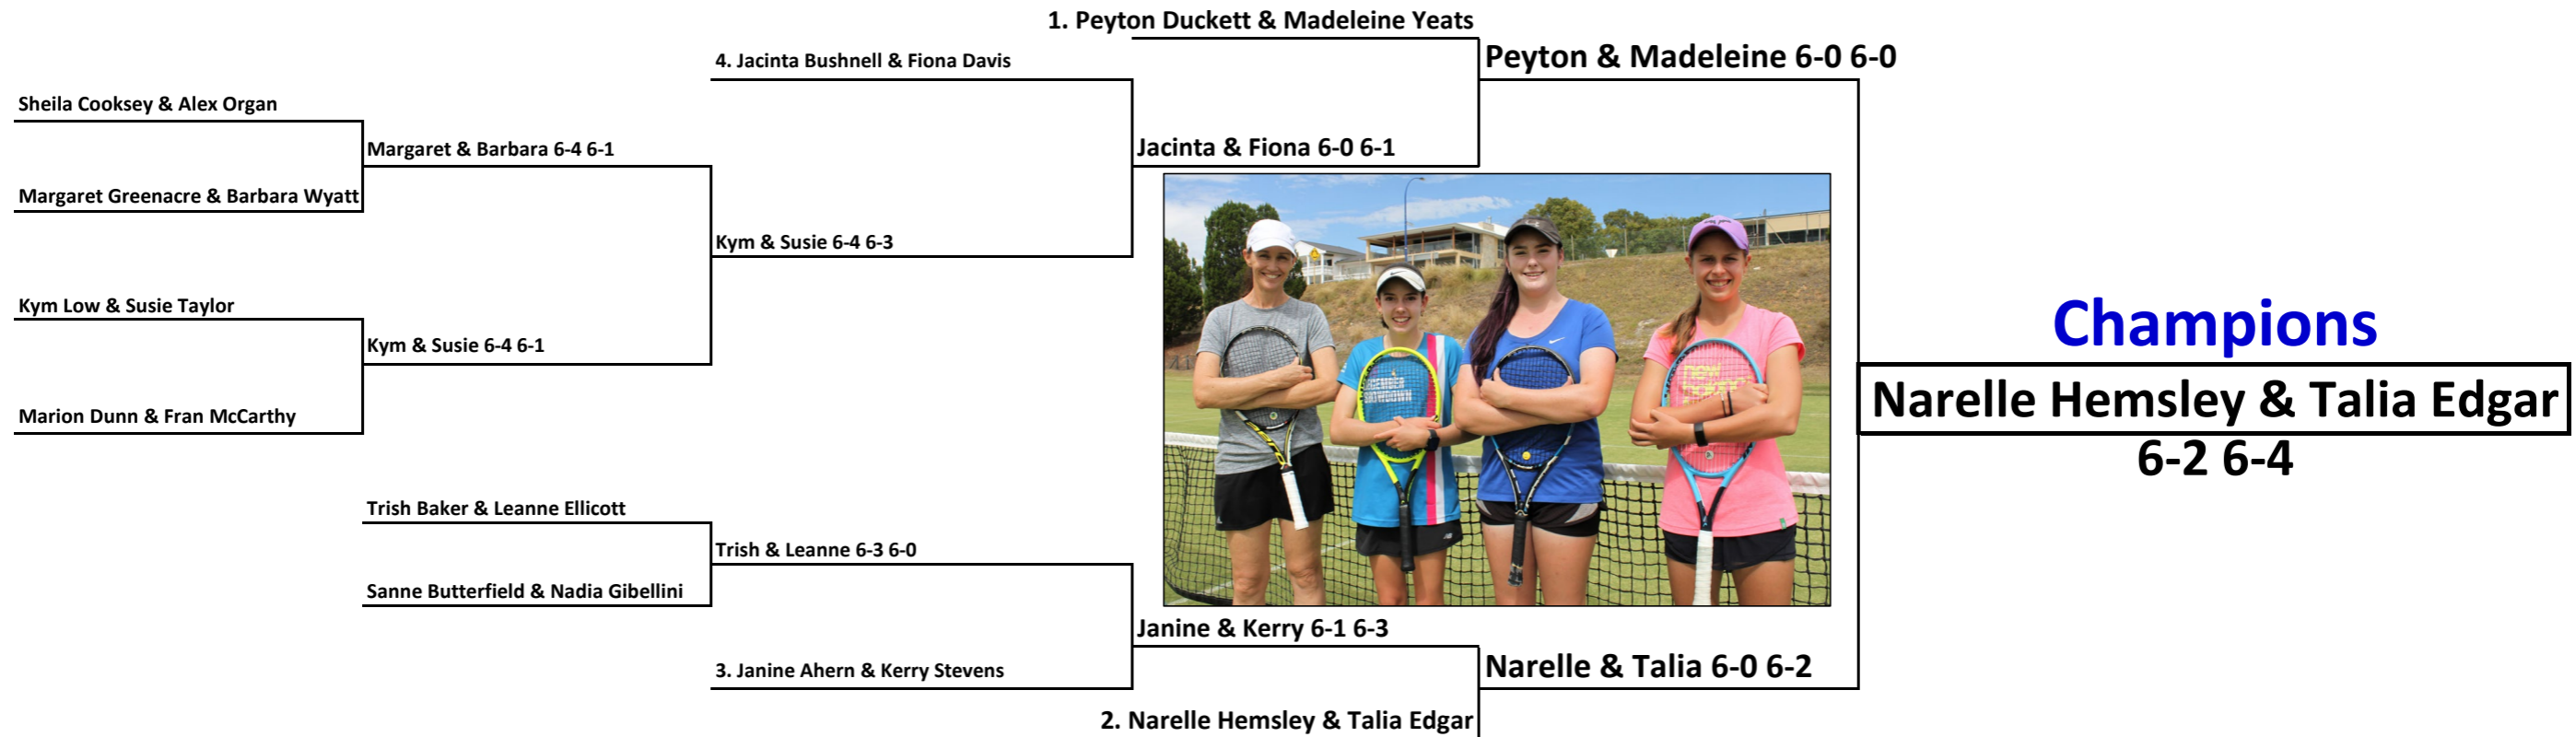 1. Peyton Duckett & Madeleine Yeats
Peyton & Madeleine 6-0 6-0
4. Jacinta Bushnell & Fiona Davis
Sheila Cooksey & Alex Organ
Margaret & Barbara 6-4 6-1
Jacinta & Fiona 6-0 6-1
Margaret Greenacre & Barbara Wyatt
Kym & Susie 6-4 6-3
Kym Low & Susie Taylor
Kym & Susie 6-4 6-1
Marion Dunn & Fran McCarthy
Champions
Narelle Hemsley & Talia Edgar
6-2 6-4
Trish Baker & Leanne Ellicott
Trish & Leanne 6-3 6-0
Sanne Butterfield & Nadia Gibellini
Janine & Kerry 6-1 6-3
3. Janine Ahern & Kerry Stevens
Narelle & Talia 6-0 6-2
2. Narelle Hemsley & Talia Edgar
new